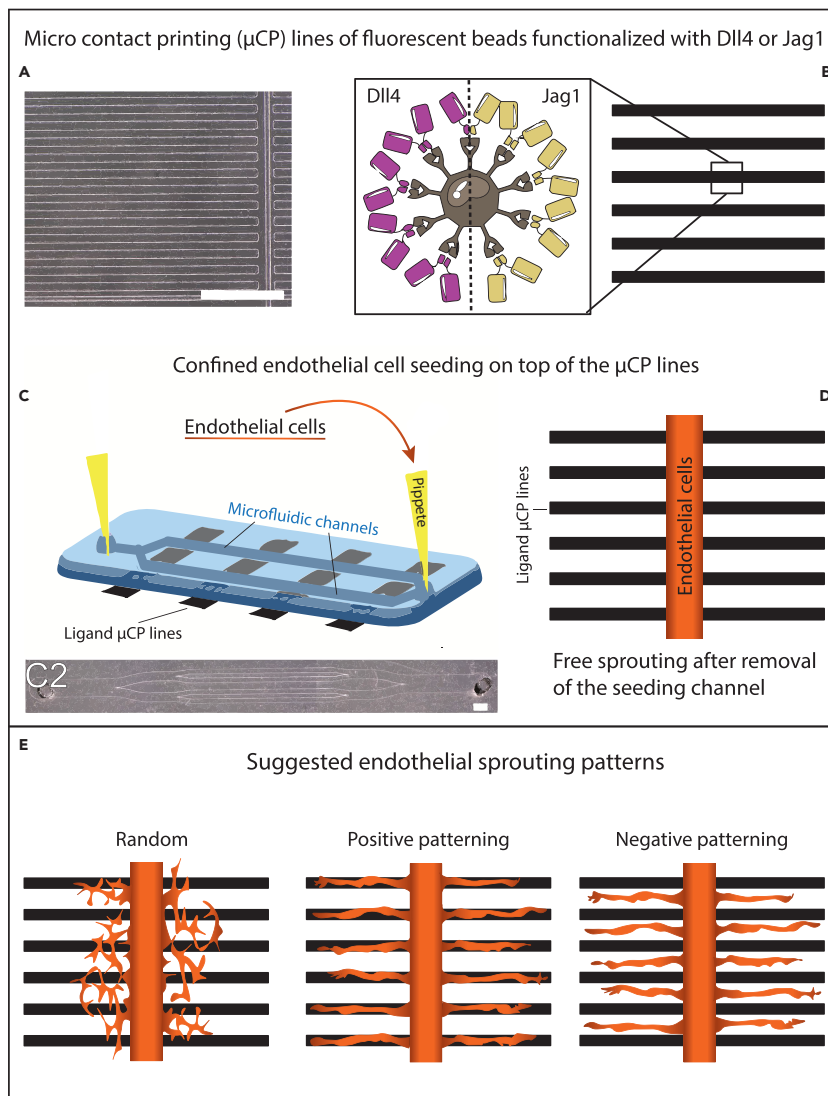 Micro contact printing (μCP) lines of fluorescent beads functionalized with Dll4 or Jag1
A
B
Dll4
Jag1
Confined endothelial cell seeding on top of the μCP lines
C
D
Endothelial cells
Pippete
Microfluidic channels
Ligand μCP lines
Ligand μCP lines
Endothelial cells
C2
Free sprouting after removal
of the seeding channel
E
Suggested endothelial sprouting patterns
Random
Positive patterning
Negative patterning